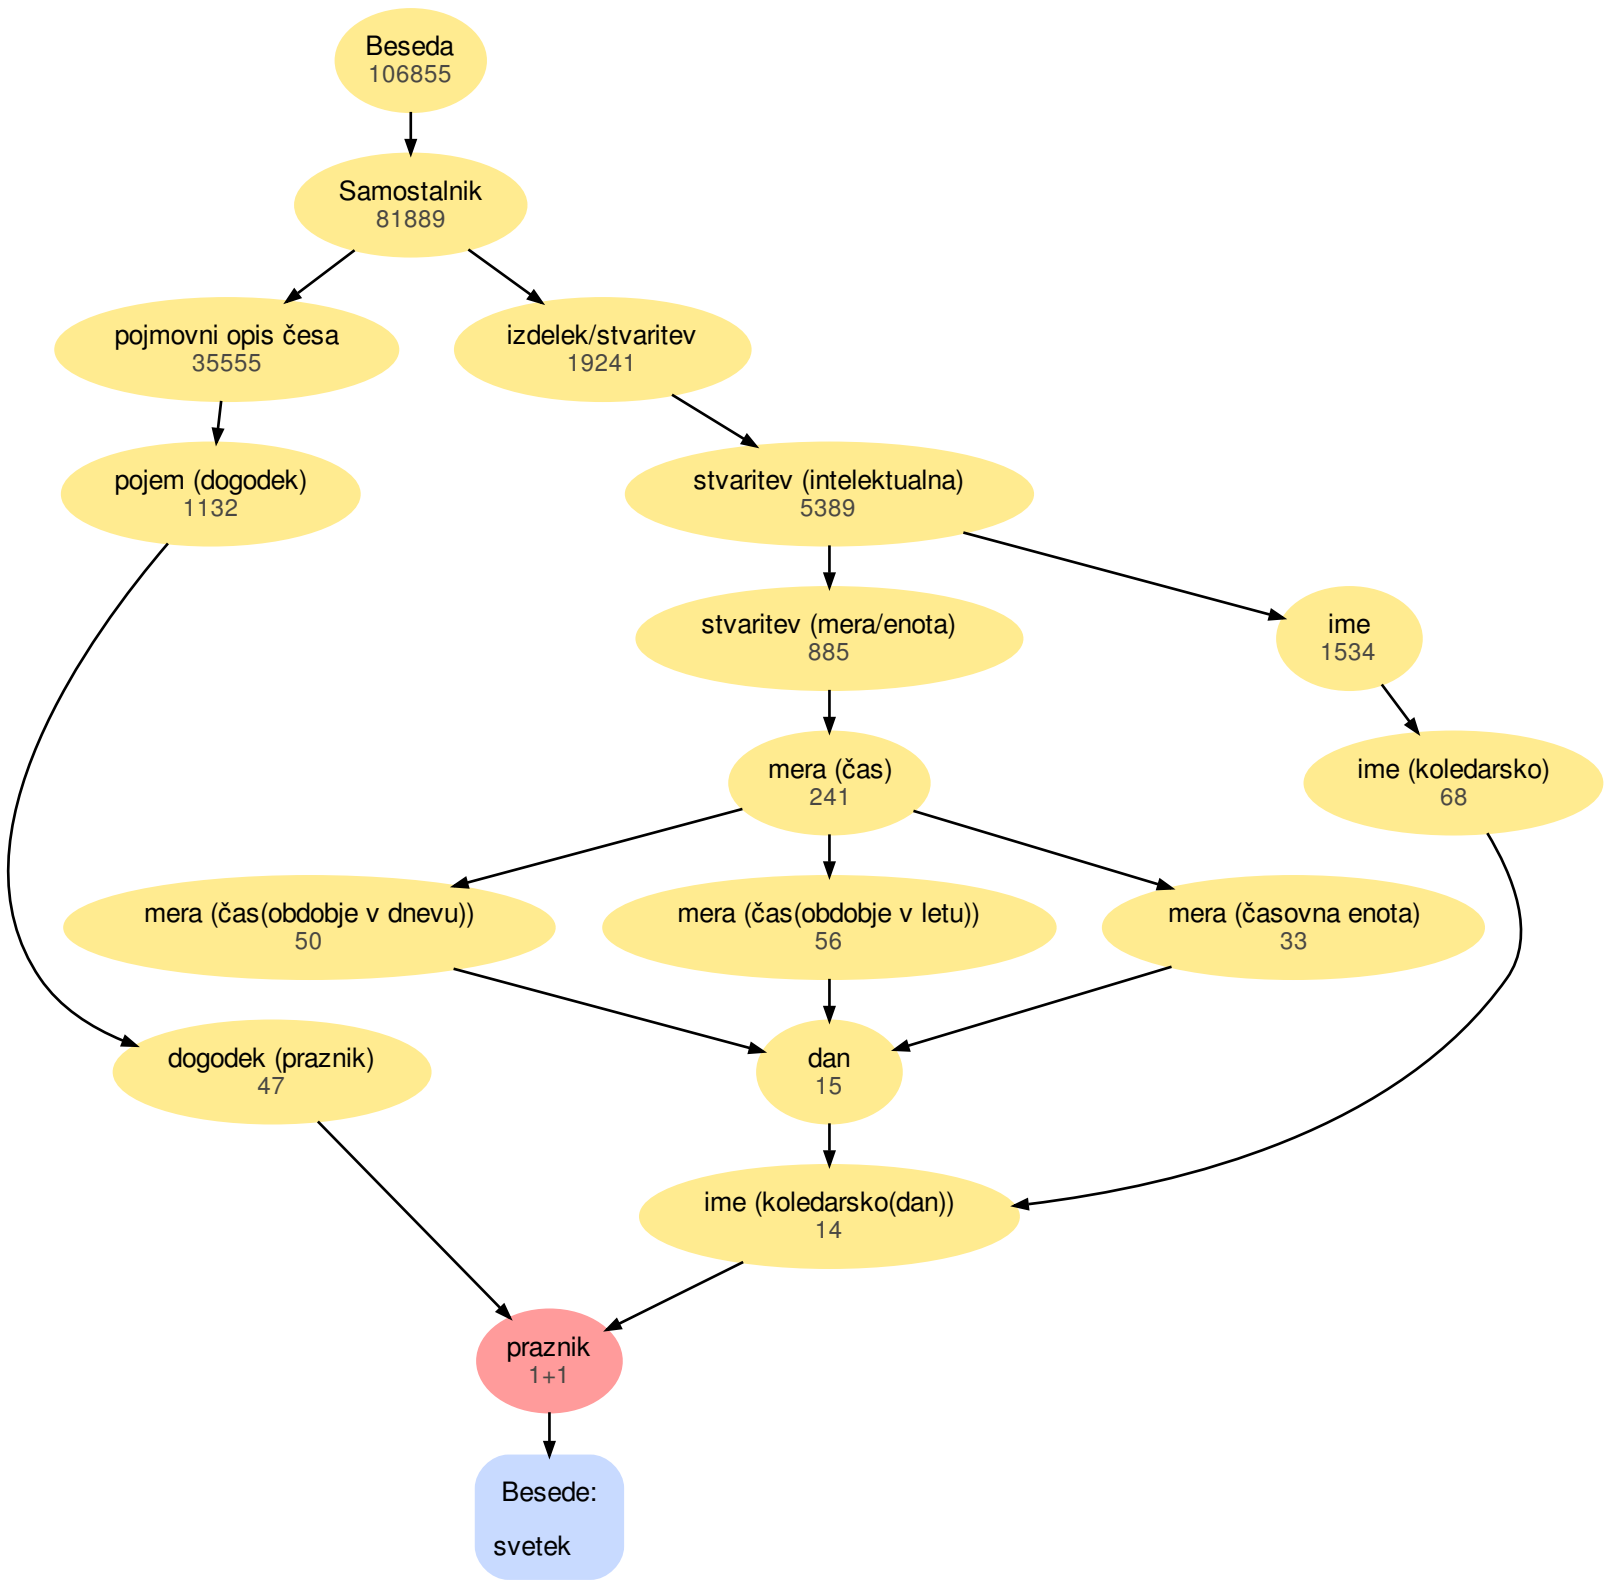 Beseda
106855
Samostalnik
81889
pojmovni opis česa
35555
izdelek/stvaritev
19241
pojem (dogodek)
1132
stvaritev (intelektualna)
5389
stvaritev (mera/enota)
885
ime
1534
mera (čas)
241
ime (koledarsko)
68
mera (čas(obdobje v dnevu))
50
mera (čas(obdobje v letu))
56
mera (časovna enota)
33
dogodek (praznik)
47
dan
15
ime (koledarsko(dan))
14
praznik
1+1
Besede:
svetek